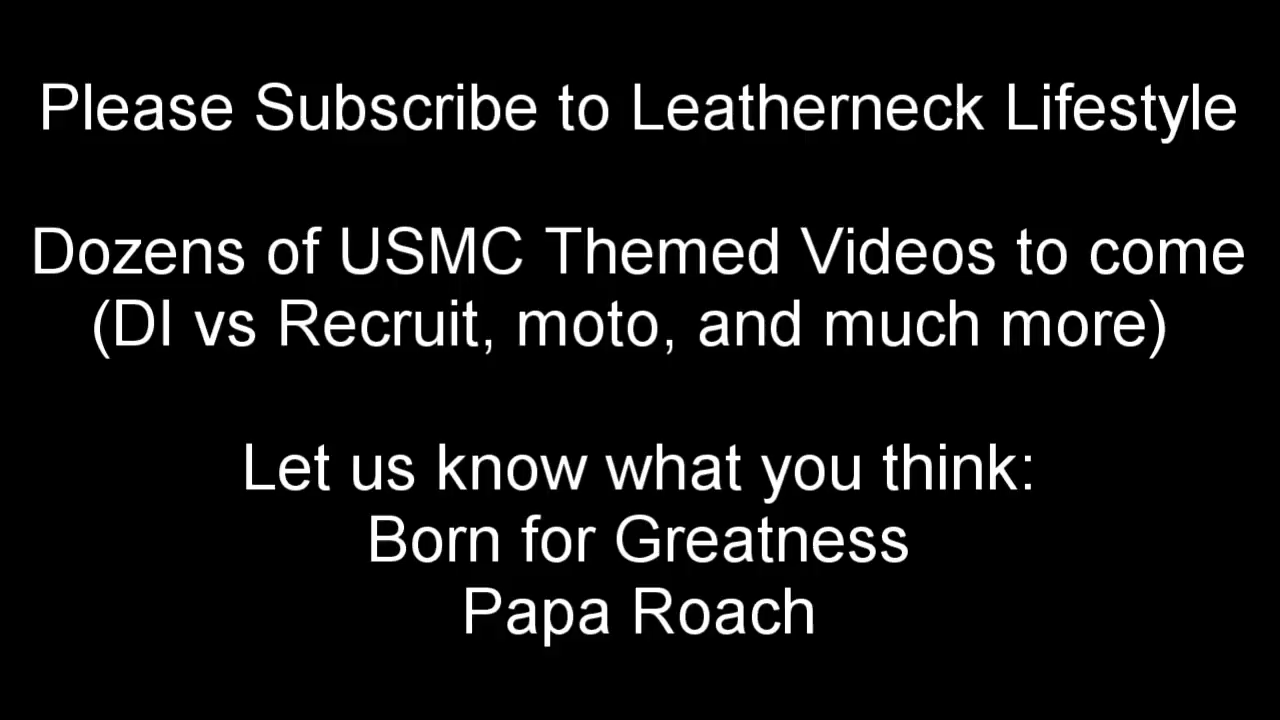 Please Subscribe to Leatherneck Lifestyle
Dozens of USMC Themed Videos to come
(DI vs Recruit, moto, and much more)
Let us know what you think:
Born for Greatness
Papa Roach